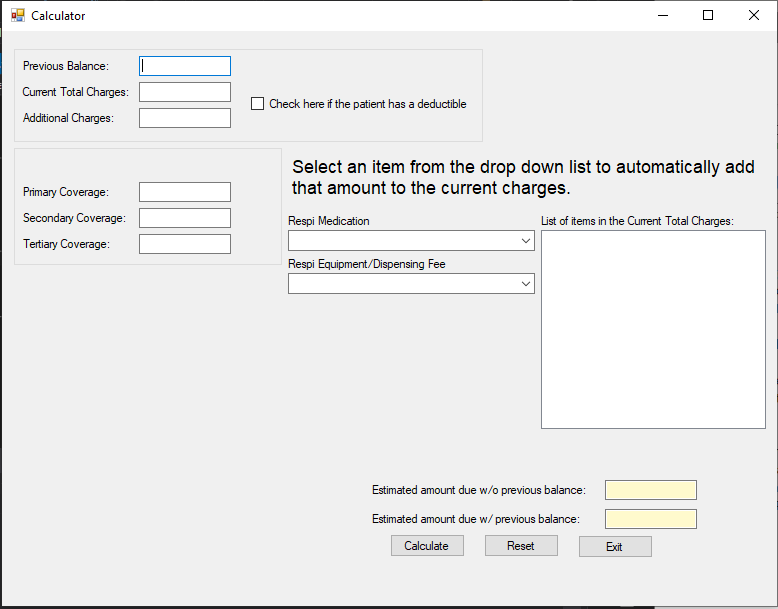 Calculator
Previous Balance:
Current Total Charges:
Additional Charges:
Check here if the patient has a deductible
Primary Coverage:
Secondary Coverage:
Tertiary Coverage:
Select an item from the drop down list to automatically add
that amount to the current charges.
Respi Medication
List of items in the Current Total Charges:
Respi Equipment/Dispensing Fee
Estimated amount due w/o previous balance:
Estimated amount due w/ previous balance:
Calculate
Reset
Exit